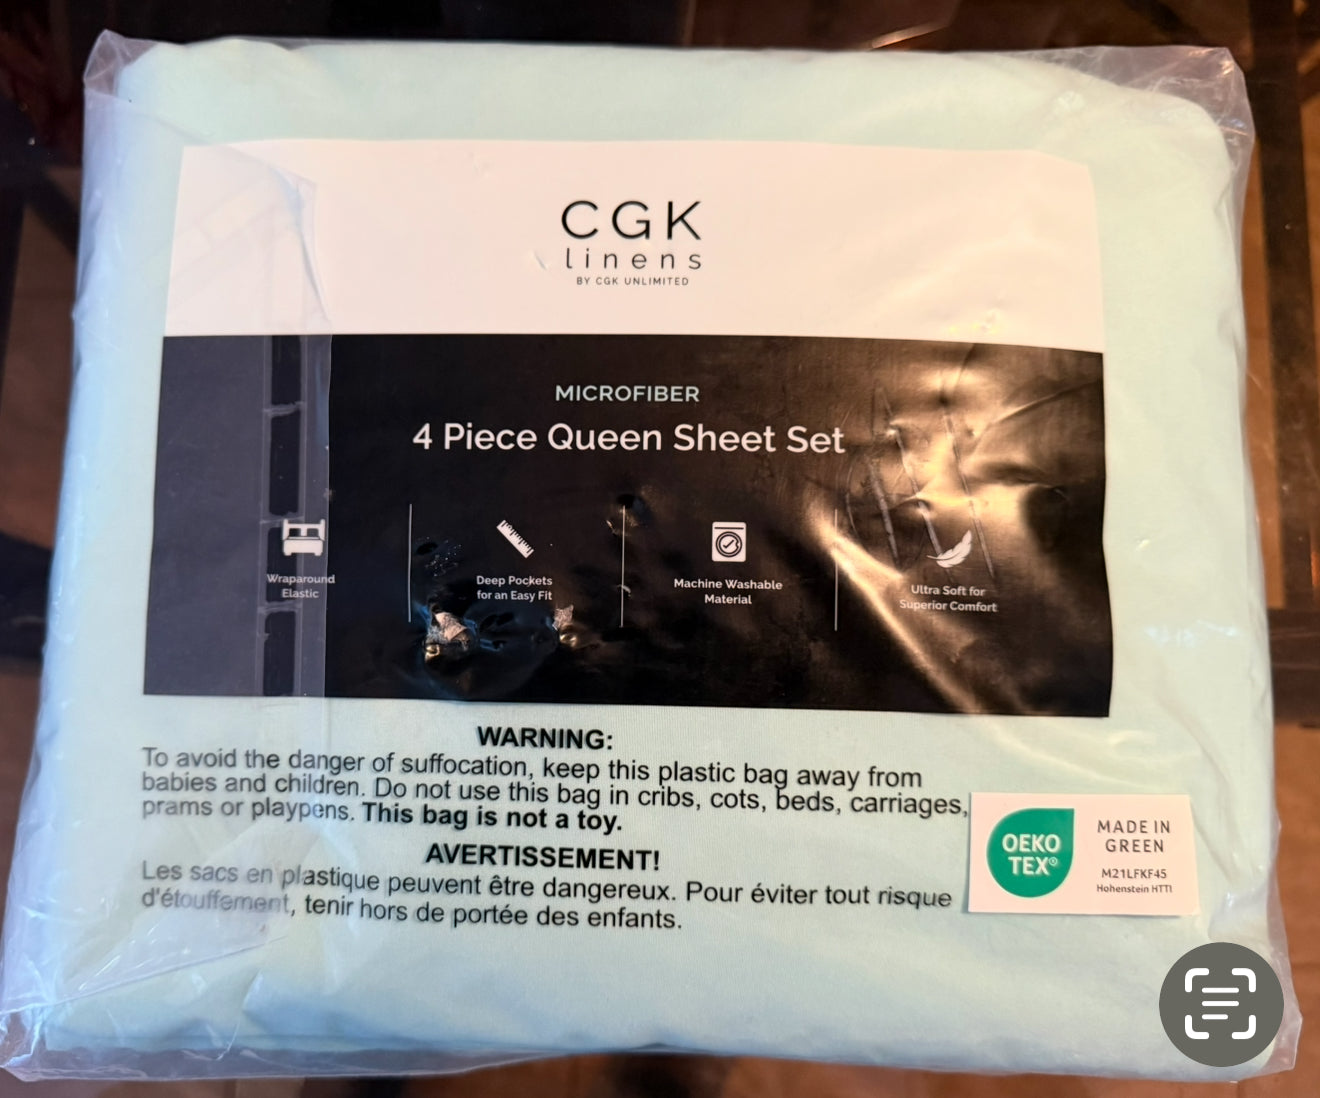 CGK
linens
BY CGK UNLIMITED
MICROFIBER
4 Piece Queen Sheet Set
Wraparound
Elastic
Deep Pockets
for an Easy Fit
Machine Washable
Material
Ultra Soft for
Superior Comfort
WARNING:
To avoid the danger of suffocation, keep this plastic bag away from
babies and children. Do not use this bag in cribs, cots, beds, carriages,
prams or playpens. This bag is not a toy.
AVERTISSEMENT!
Les sacs en plastique peuvent être dangereux. Pour éviter tout risque
d'étouffement, tenir hors de portée des enfants.
OEKO
TEX®
MADE IN
GREEN
M21LFKF45
Hohenstein HTTI